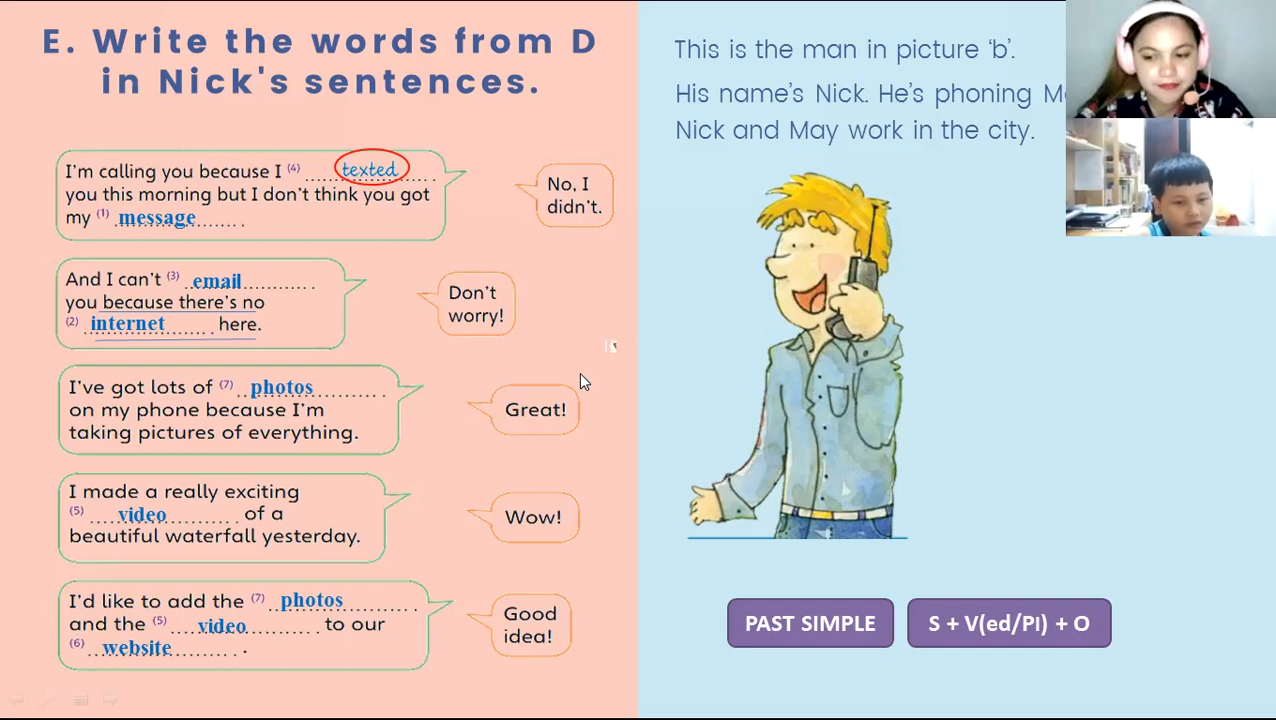 E. Write the words from D
in Nick's sentences.
I'm calling you because I (4) texted
you this morning but I don't think you got
my (1) message .
No, I
didn't.
And I can't (3) email .
you because there's no
(2) internet here.
Don't
worry!
I've got lots of (7) photos
on my phone because I'm
taking pictures of everything.
Great!
I made a really exciting
(5) video of a
beautiful waterfall yesterday.
Wow!
I'd like to add the (7) photos
and the (5) video to our
(6) website .
Good
idea!
This is the man in picture ‘b’.
His name’s Nick. He’s phoning
Nick and May work in the city.
PAST SIMPLE
S + V(ed/P1) + O